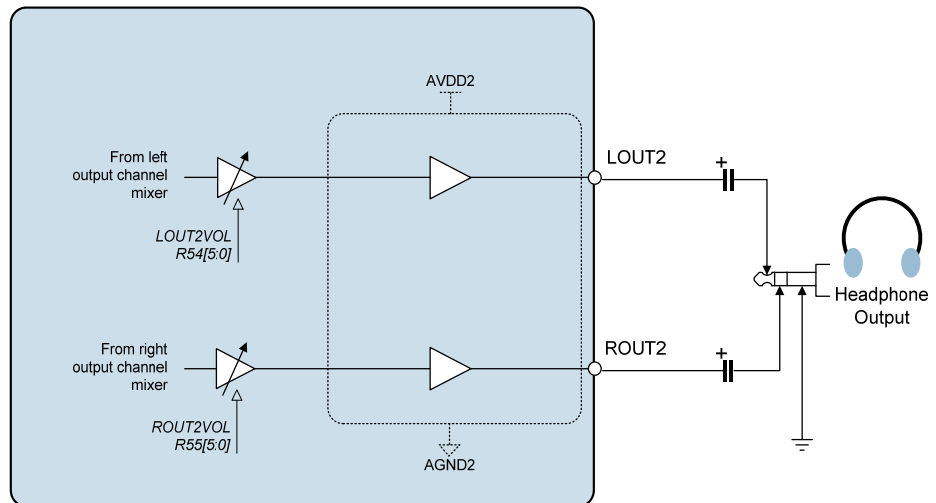 AVDD2
From left
output channel
mixer
LOUT2VOL
R54[5:0]
LOUT2
+
Headphone
Output
From right
output channel
mixer
ROUT2VOL
R55[5:0]
ROUT2
+
AGND2